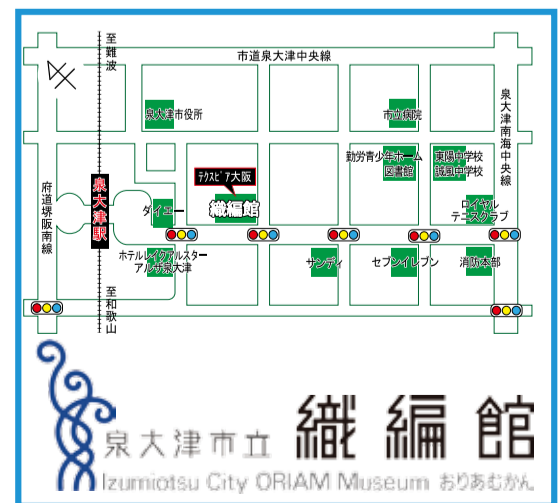 至難波
市道泉大津中央線
泉大津市役所
市立病院
泉大津南海中央線
勤労青少年ホーム
図書館
東陽中学校
誠風中学校
テクスピア大阪
織編館
府道堺阪南線
泉大津駅
ダイエー
ロイヤル
テニスクラブ
ホテルレイクアルスター
アルザ泉大津
サンディ
セブンイレブン
消防本部
至和歌山
泉大津市立 織編館
Izumiotsu City ORIAM Museum おりあむかん